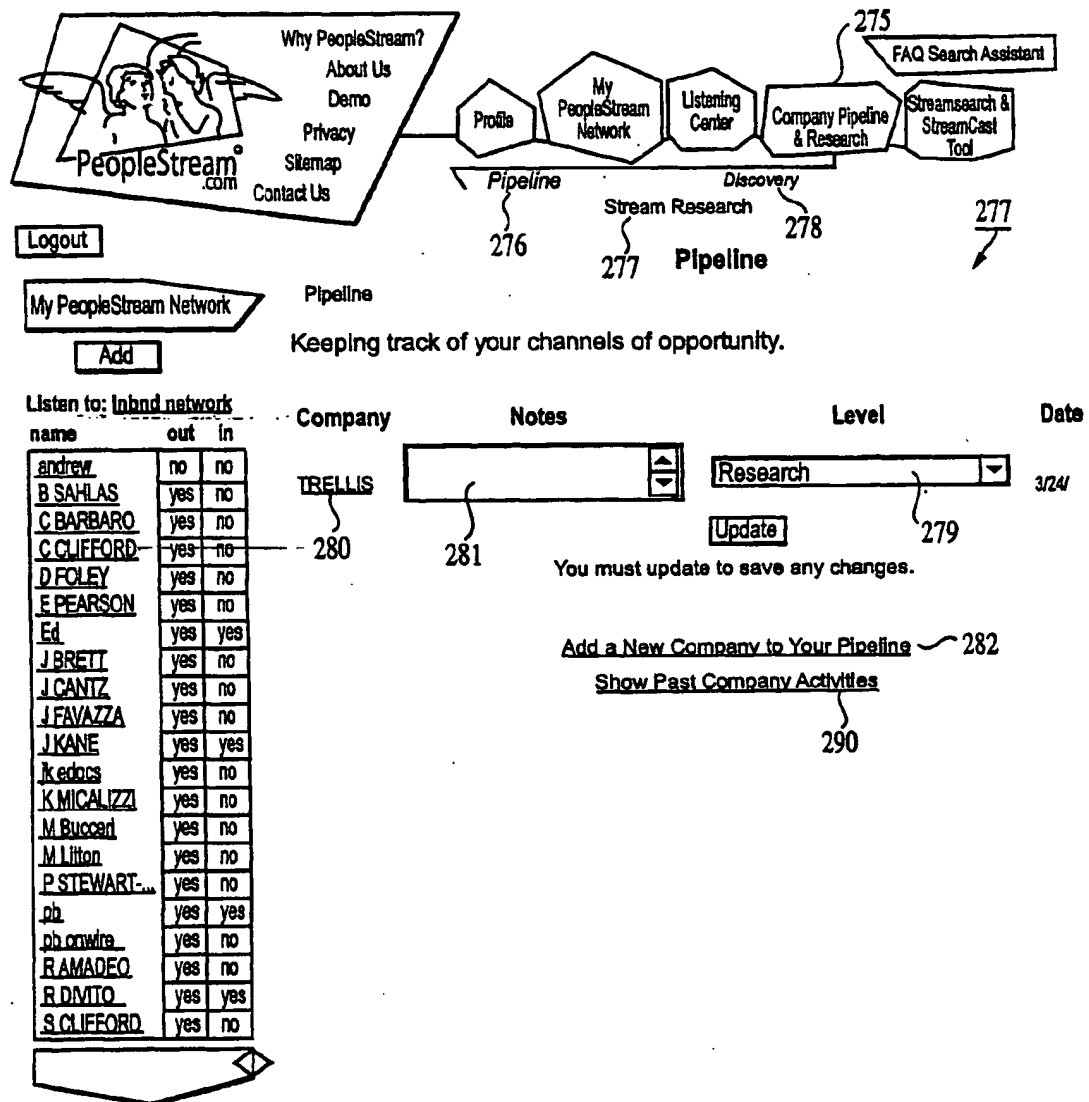 Why PeopleStream?
About Us
Demo
Privacy
Sitemap
Contact Us
PeopleStream
.com
275
FAQ Search Assistant
Profile
My PeopleStream Network
Listening Center
Company Pipeline & Research
Streamsearch & StreamCast Tool
Pipeline
Discovery
Stream Research
276
277
278
277
Logout
Pipeline
My PeopleStream Network
Pipeline
Add
Keeping track of your channels of opportunity.
Listen to: Inbnd network
name out in
andrew no no
B SAHLAS yes no
C BARBARO yes no
C CLIFFORD yes no
D FOLEY yes no
E PEARSON yes no
Ed yes yes
J BRETT yes no
J CANTZ yes no
J FAVAZZA yes no
J KANE yes yes
jk edocs yes no
K MICALIZZI yes no
M Bucceri yes no
M Litton yes no
P STEWART-... yes no
pb yes yes
pb onwire yes no
R AMADEO yes no
R DIVITO yes yes
S CLIFFORD yes no
Company Notes Level Date
TRELLIS Research 3/24/
280 281 279
Update
You must update to save any changes.
Add a New Company to Your Pipeline 282
Show Past Company Activities
290